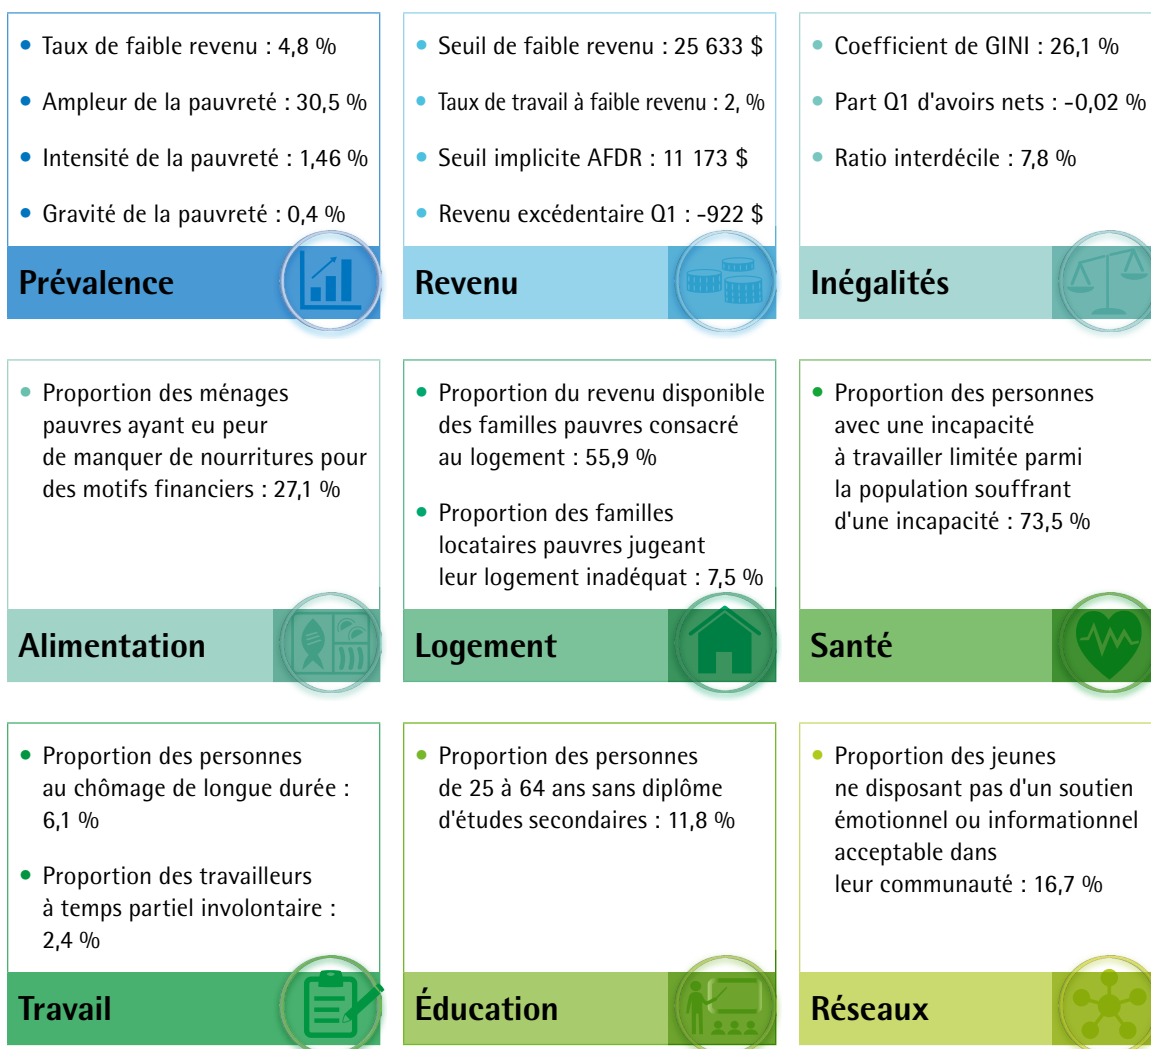 • Taux de faible revenu : 4,8 %
• Ampleur de la pauvreté : 30,5 %
• Intensité de la pauvreté : 1,46 %
• Gravité de la pauvreté : 0,4 %
Prévalence
• Seuil de faible revenu : 25 633 $
• Taux de travail à faible revenu : 2, %
• Seuil implicite AFDR : 11 173 $
• Revenu excédentaire Q1 : -922 $
Revenu
• Coefficient de GINI : 26,1 %
• Part Q1 d'avoirs nets : -0,02 %
• Ratio interdécile : 7,8 %
Inégalités
• Proportion des ménages
pauvres ayant eu peur
de manquer de nourritures pour
des motifs financiers : 27,1 %
Alimentation
• Proportion du revenu disponible
des familles pauvres consacré
au logement : 55,9 %
• Proportion des familles
locataires pauvres jugeant
leur logement inadéquat : 7,5 %
Logement
• Proportion des personnes
avec une incapacité
à travailler limitée parmi
la population souffrant
d'une incapacité : 73,5 %
Santé
• Proportion des personnes
au chômage de longue durée :
6,1 %
• Proportion des travailleurs
à temps partiel involontaire :
2,4 %
Travail
• Proportion des personnes
de 25 à 64 ans sans diplôme
d'études secondaires : 11,8 %
Éducation
• Proportion des jeunes
ne disposant pas d'un soutien
émotionnel ou informationnel
acceptable dans
leur communauté : 16,7 %
Réseaux